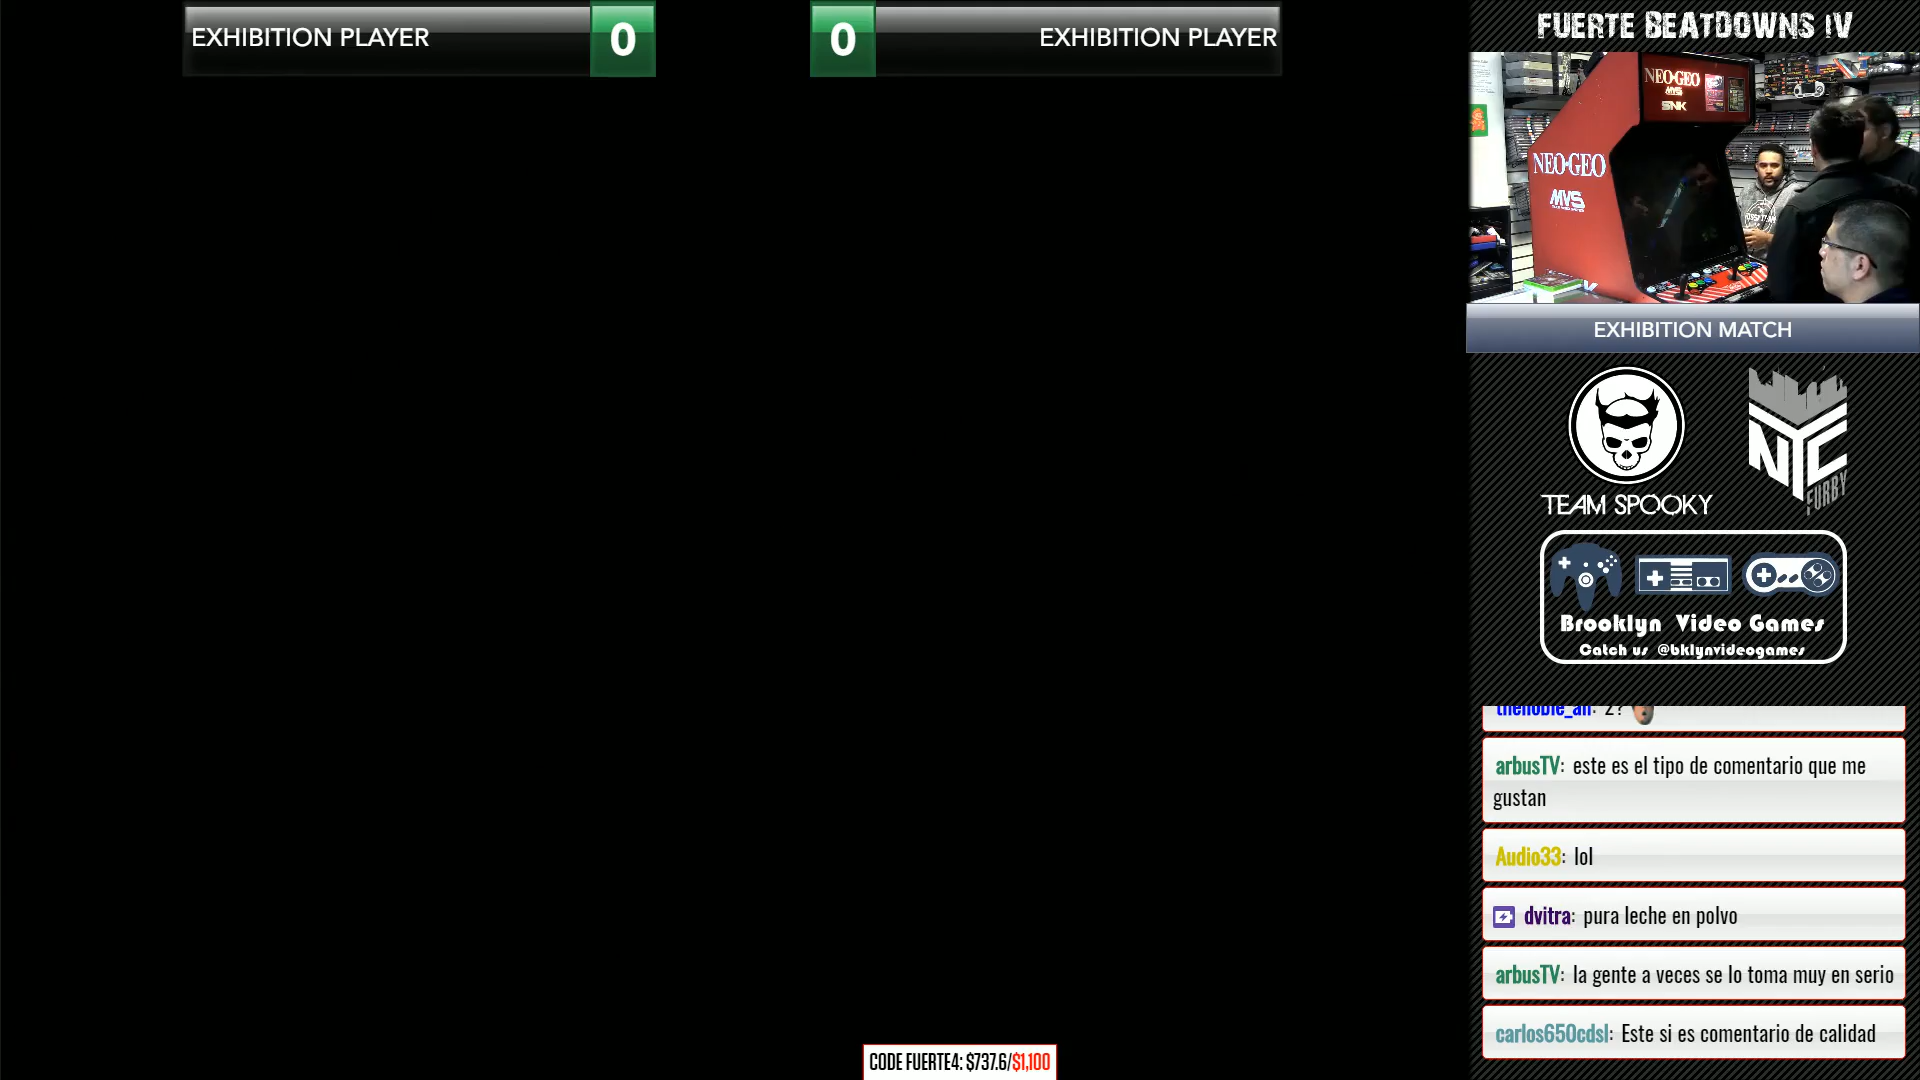 EXHIBITION PLAYER 0
0 EXHIBITION PLAYER
FUERTE BEATDOWNS IV
NEO·GEO
MVS
SNK
NEO·GEO
MVS
EXHIBITION MATCH
TEAM SPOOKY
NYC
FURBY
Brooklyn Video Games
Catch us @bklynvideogames
thenoble_an: 2?
arbusTV: este es el tipo de comentario que me
gustan
Audio33: lol
dvitra: pura leche en polvo
arbusTV: la gente a veces se lo toma muy en serio
carlos650cdsl: Este si es comentario de calidad
CODE FUERTE4: $737.6/$1,100